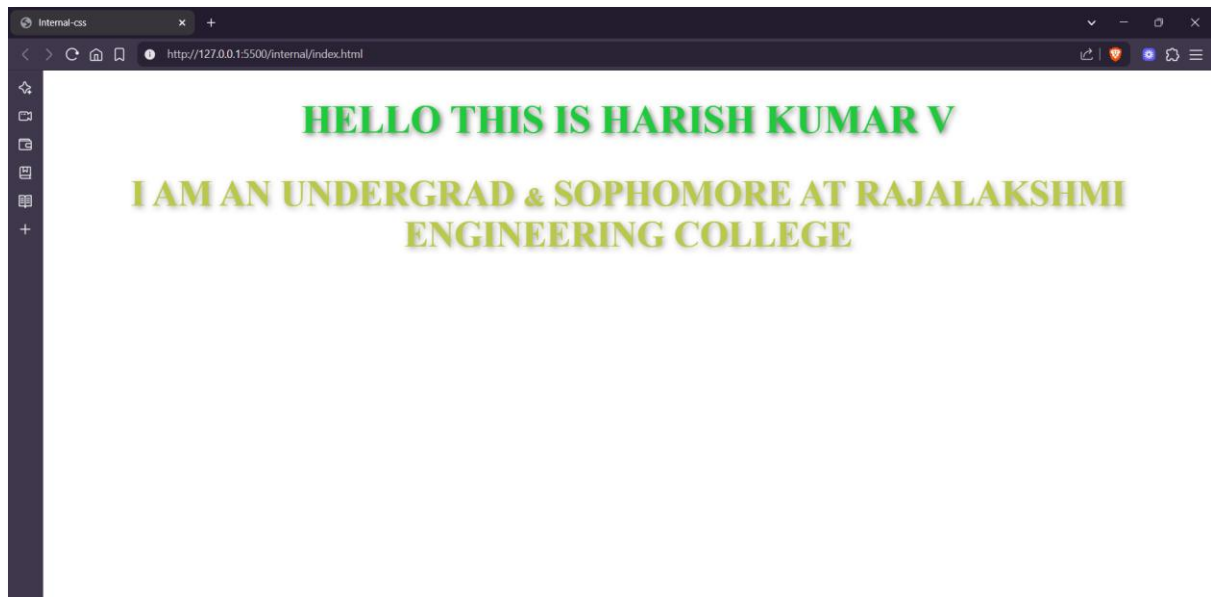 Internal-css
http://127.0.0.1:5500/internal/index.html
HELLO THIS IS HARISH KUMAR V
I AM AN UNDERGRAD & SOPHOMORE AT RAJALAKSHMI
ENGINEERING COLLEGE